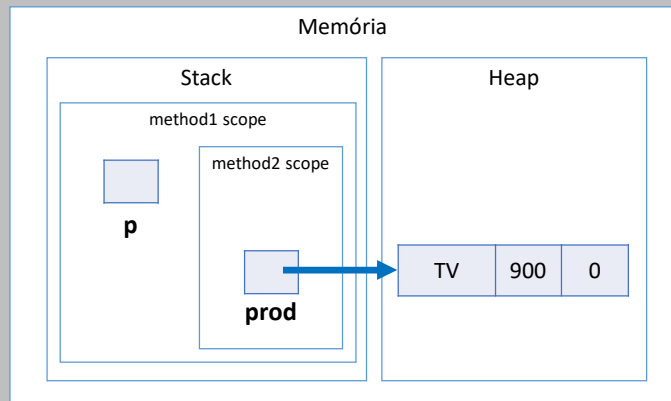 Memória
Stack
Heap
method1 scope
method2 scope
p
TV 900 0
prod